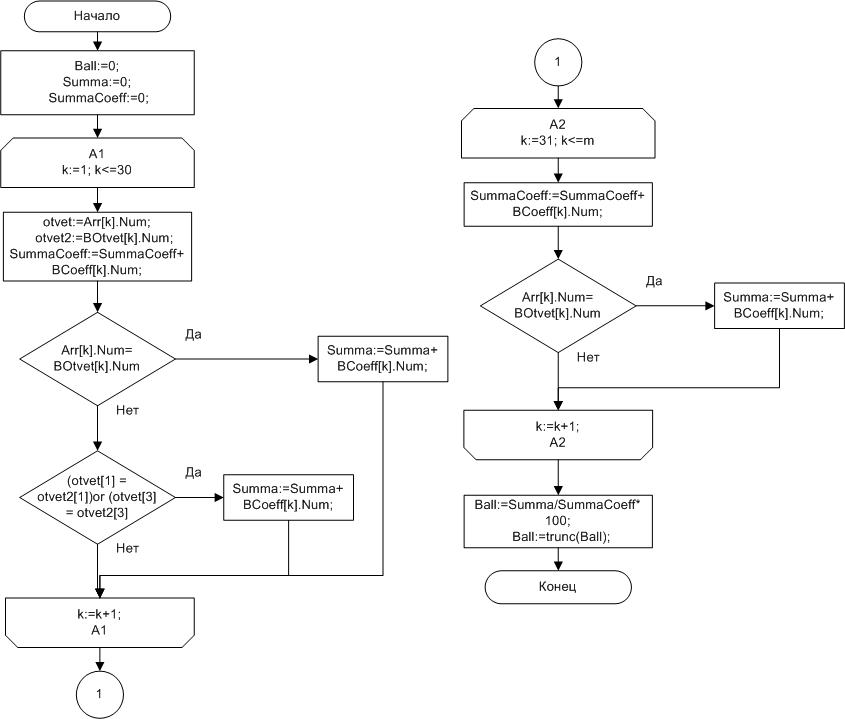 Начало
Ball:=0;
Summa:=0;
SummaCoeff:=0;
A1
k:=1; k<=30
otvet:=Arr[k].Num;
otvet2:=BOtvet[k].Num;
SummaCoeff:=SummaCoeff+
BCoeff[k].Num;
Arr[k].Num=
BOtvet[k].Num
Да
Summa:=Summa+
BCoeff[k].Num;
Нет
(otvet[1] =
otvet2[1])or (otvet[3]
= otvet2[3]
Да
Summa:=Summa+
BCoeff[k].Num;
Нет
k:=k+1;
A1
1
1
A2
k:=31; k<=m
SummaCoeff:=SummaCoeff+
BCoeff[k].Num;
Arr[k].Num=
BOtvet[k].Num
Да
Summa:=Summa+
BCoeff[k].Num;
Нет
k:=k+1;
A2
Ball:=Summa/SummaCoeff*
100;
Ball:=trunc(Ball);
Конец